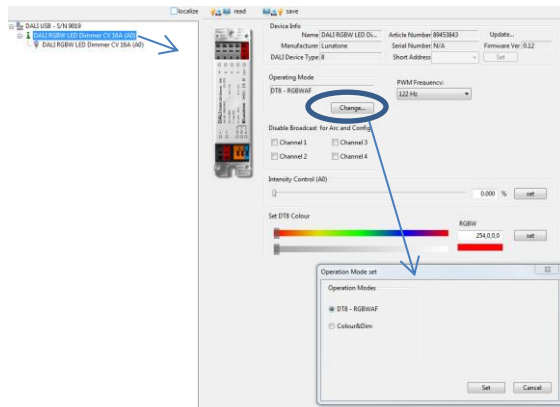 localize read save
DALI USB - S/N 9019
DALI RGBW LED Dimmer CV 16A (A0)
DALI RGBW LED Dimmer CV 16A (A0)
Device Info
Name DALI RGBW LED Di... Article Number 89453843 Update...
Manufacturer Lunatone Serial Number N/A Firmware Ver 0.12
DALI Device Type 8 Short Address Set
Operating Mode
DT8 - RGBWAF
PWM Frequency:
122 Hz
Change...
Disable Broadcast for Arc and Config
Channel 1 Channel 3
Channel 2 Channel 4
Intensity Control (A0)
0.000 % set
Set DT8 Colour
RGBW
254,0,0,0 set
Operation Mode set
Operation Modes
DT8 - RGBWAF
Colour&Dim
Set Cancel